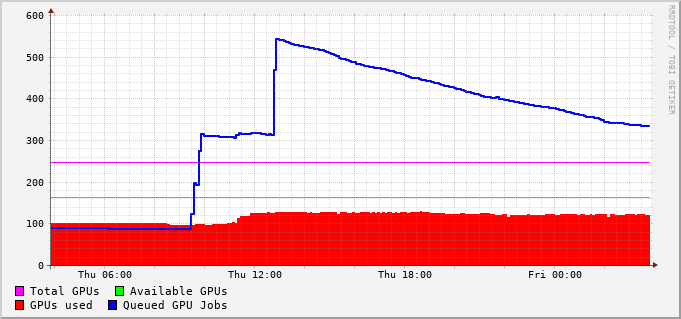 600
500
400
300
200
100
0
Thu 06:00 Thu 12:00 Thu 18:00 Fri 00:00
Total GPUs Available GPUs
GPUs used Queued GPU Jobs
RRDTOOL / TOBI OETIKER